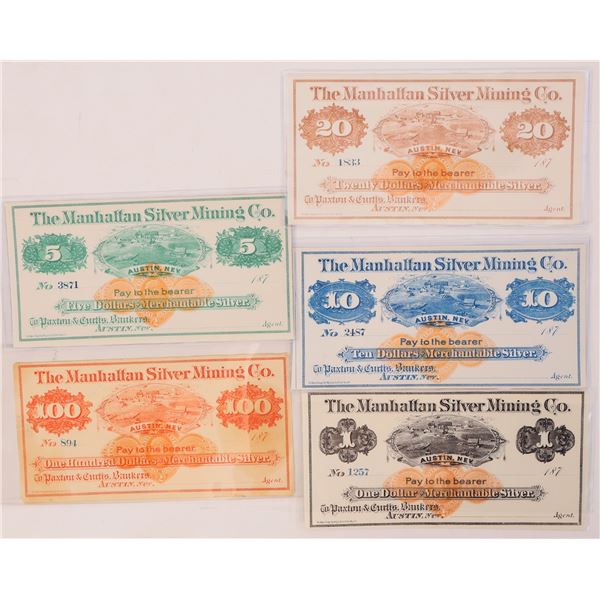 The Manhattan Silver Mining Co.
20 20
AUSTIN, NEV.
No 1833 187
Pay to the bearer
Twenty Dollars in Merchantable Silver.
To Paxton & Curtis, Bankers,
AUSTIN, Nev. Agent.
The Manhattan Silver Mining Co.
5 5
AUSTIN, NEV.
No 3871 187
Pay to the bearer
Five Dollars in Merchantable Silver.
To Paxton & Curtis, Bankers,
AUSTIN, Nev. Agent.
The Manhattan Silver Mining Co.
10 10
AUSTIN, NEV.
No 2487 187
Pay to the bearer
Ten Dollars in Merchantable Silver.
To Paxton & Curtis, Bankers,
AUSTIN, Nev. Agent.
The Manhattan Silver Mining Co.
100 100
AUSTIN, NEV.
No 894 187
Pay to the bearer
One Hundred Dollars in Merchantable Silver.
To Paxton & Curtis, Bankers,
AUSTIN, Nev. Agent.
The Manhattan Silver Mining Co.
1 1
AUSTIN, NEV.
No 1257 187
Pay to the bearer
One Dollar in Merchantable Silver.
To Paxton & Curtis, Bankers,
AUSTIN, Nev. Agent.